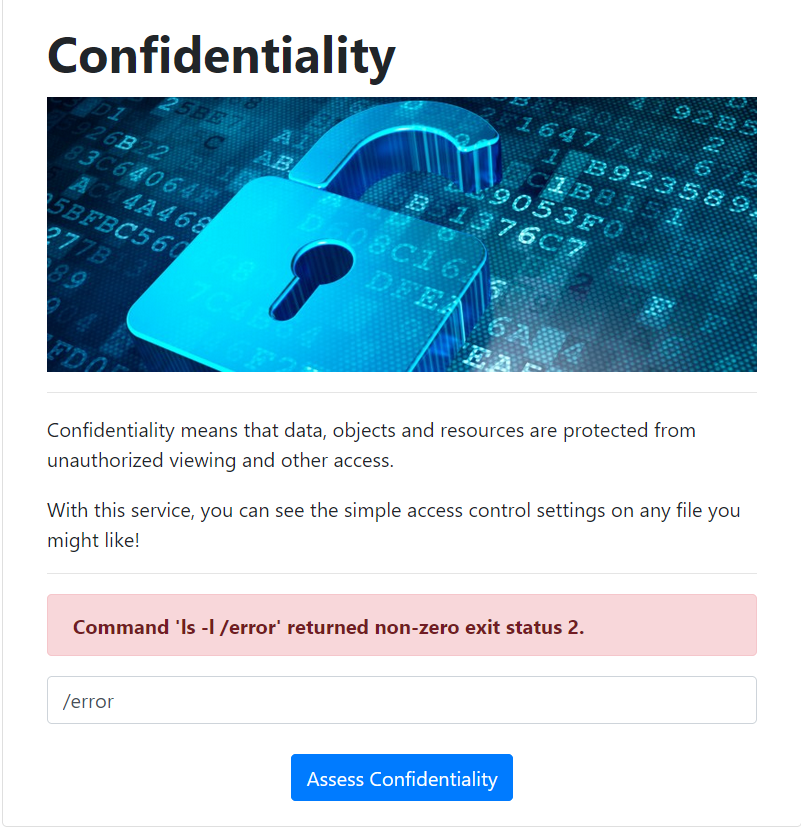 Confidentiality
Confidentiality means that data, objects and resources are protected from
unauthorized viewing and other access.
With this service, you can see the simple access control settings on any file you
might like!
Command 'ls -l /error' returned non-zero exit status 2.
/error
Assess Confidentiality